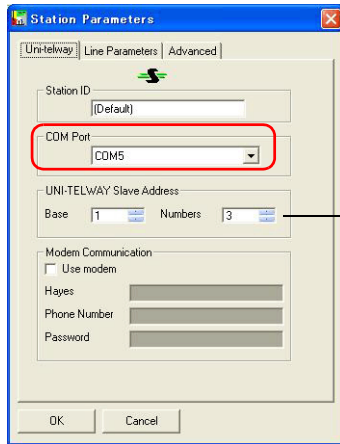 Station Parameters
Uni-telway Line Parameters Advanced
Station ID
(Default)
COM Port
COM5
UNI-TELWAY Slave Address
Base 1 Numbers 3
Modem Communication
Use modem
Hayes
Phone Number
Password
OK Cancel